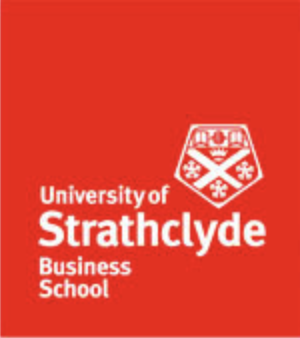 University of
Strathclyde
Business
School